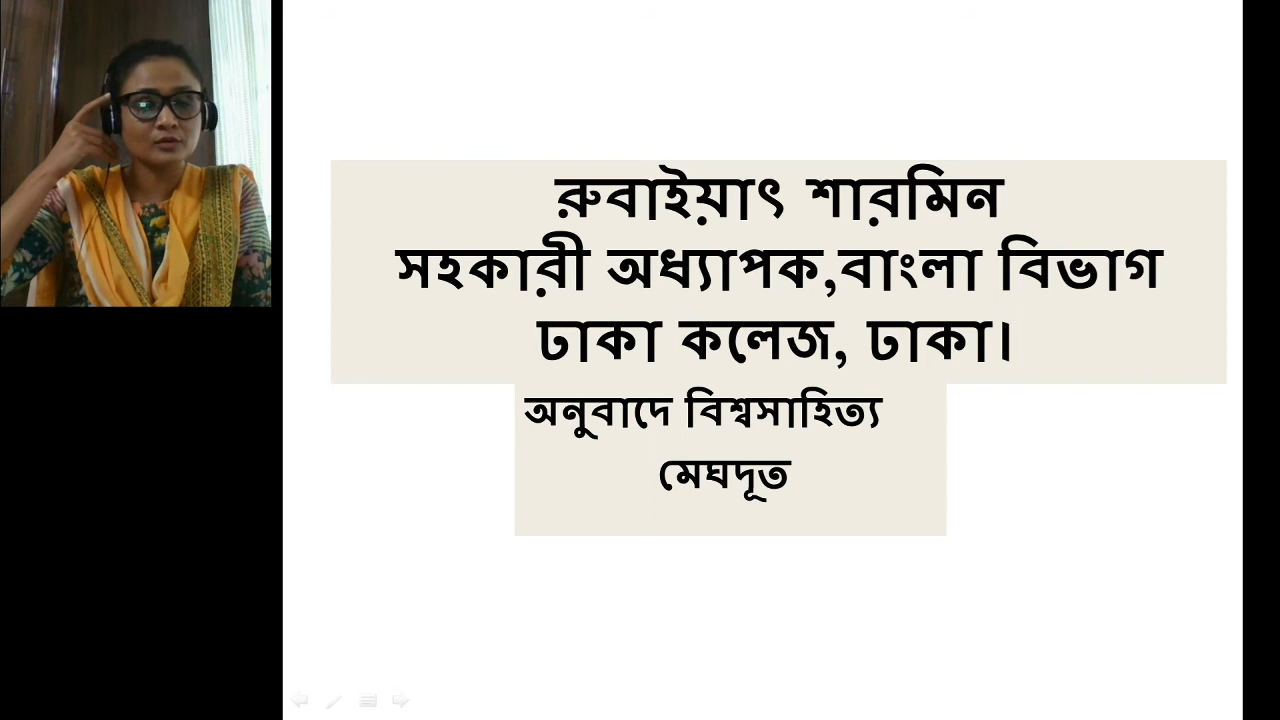 রুবাইয়াৎ শারমিন
সহকারী অধ্যাপক,বাংলা বিভাগ
ঢাকা কলেজ, ঢাকা।
অনুবাদে বিশ্বসাহিত্য
মেঘদূত